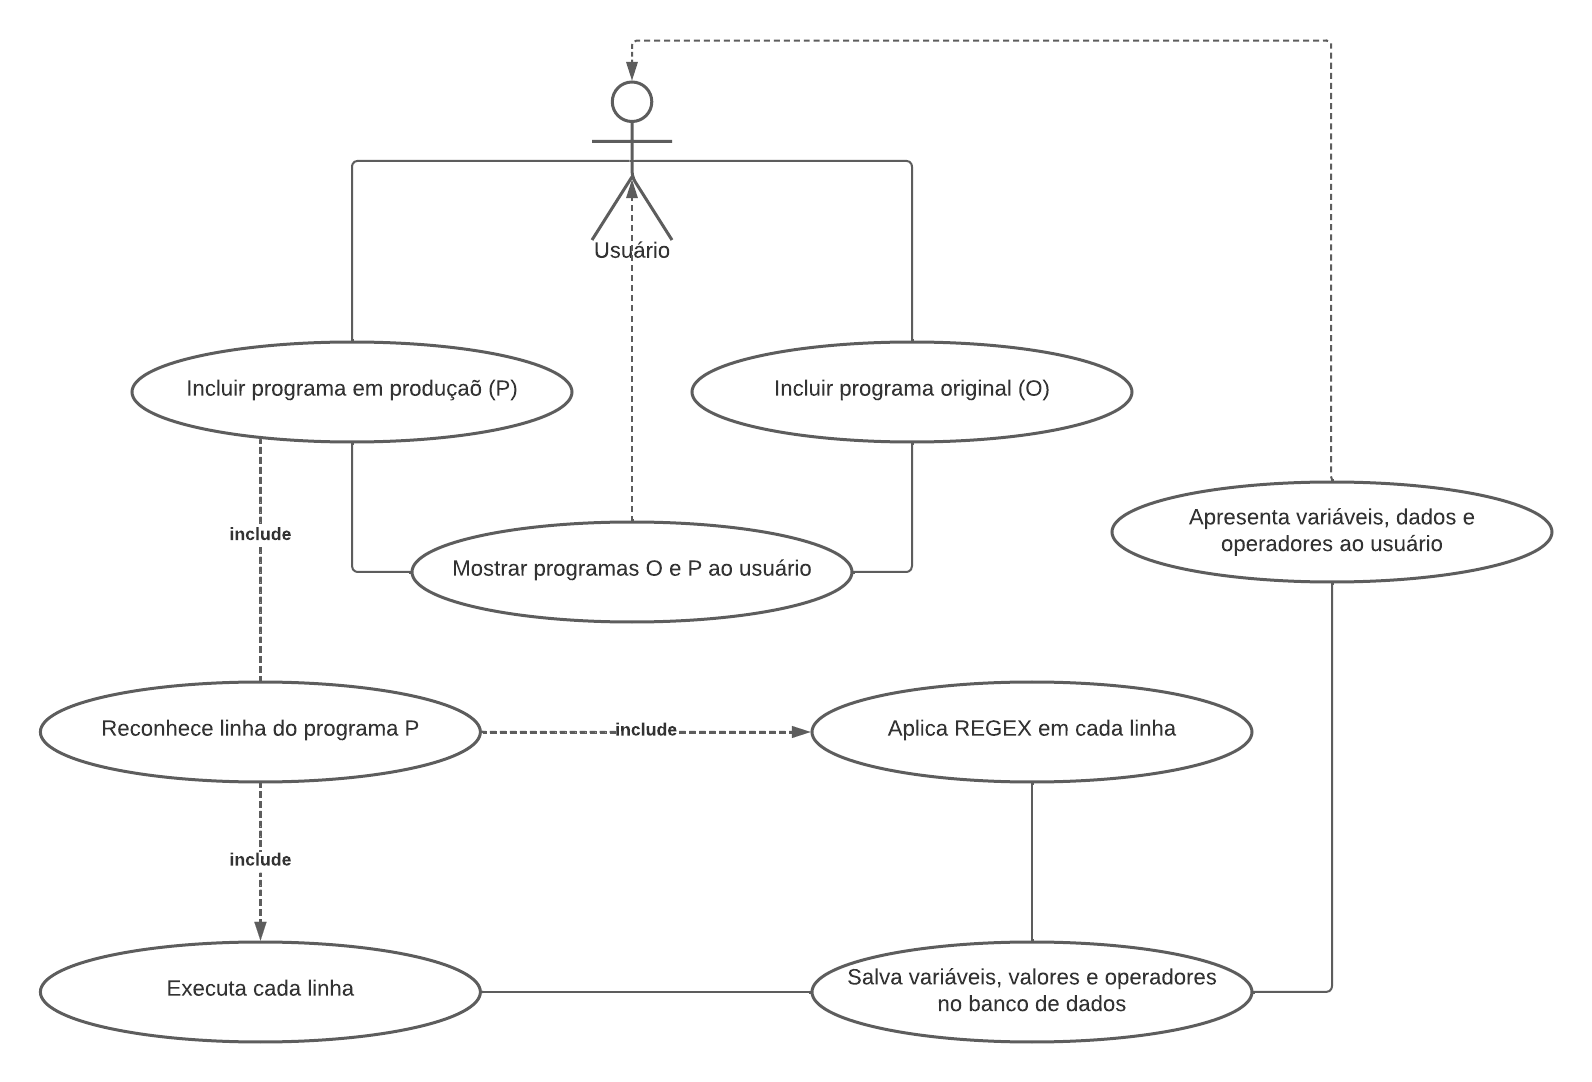 Usuário
Incluir programa em produçaõ (P)
Incluir programa original (O)
include
Mostrar programas O e P ao usuário
Apresenta variáveis, dados e
operadores ao usuário
Reconhece linha do programa P
include
Aplica REGEX em cada linha
include
Executa cada linha
Salva variáveis, valores e operadores
no banco de dados